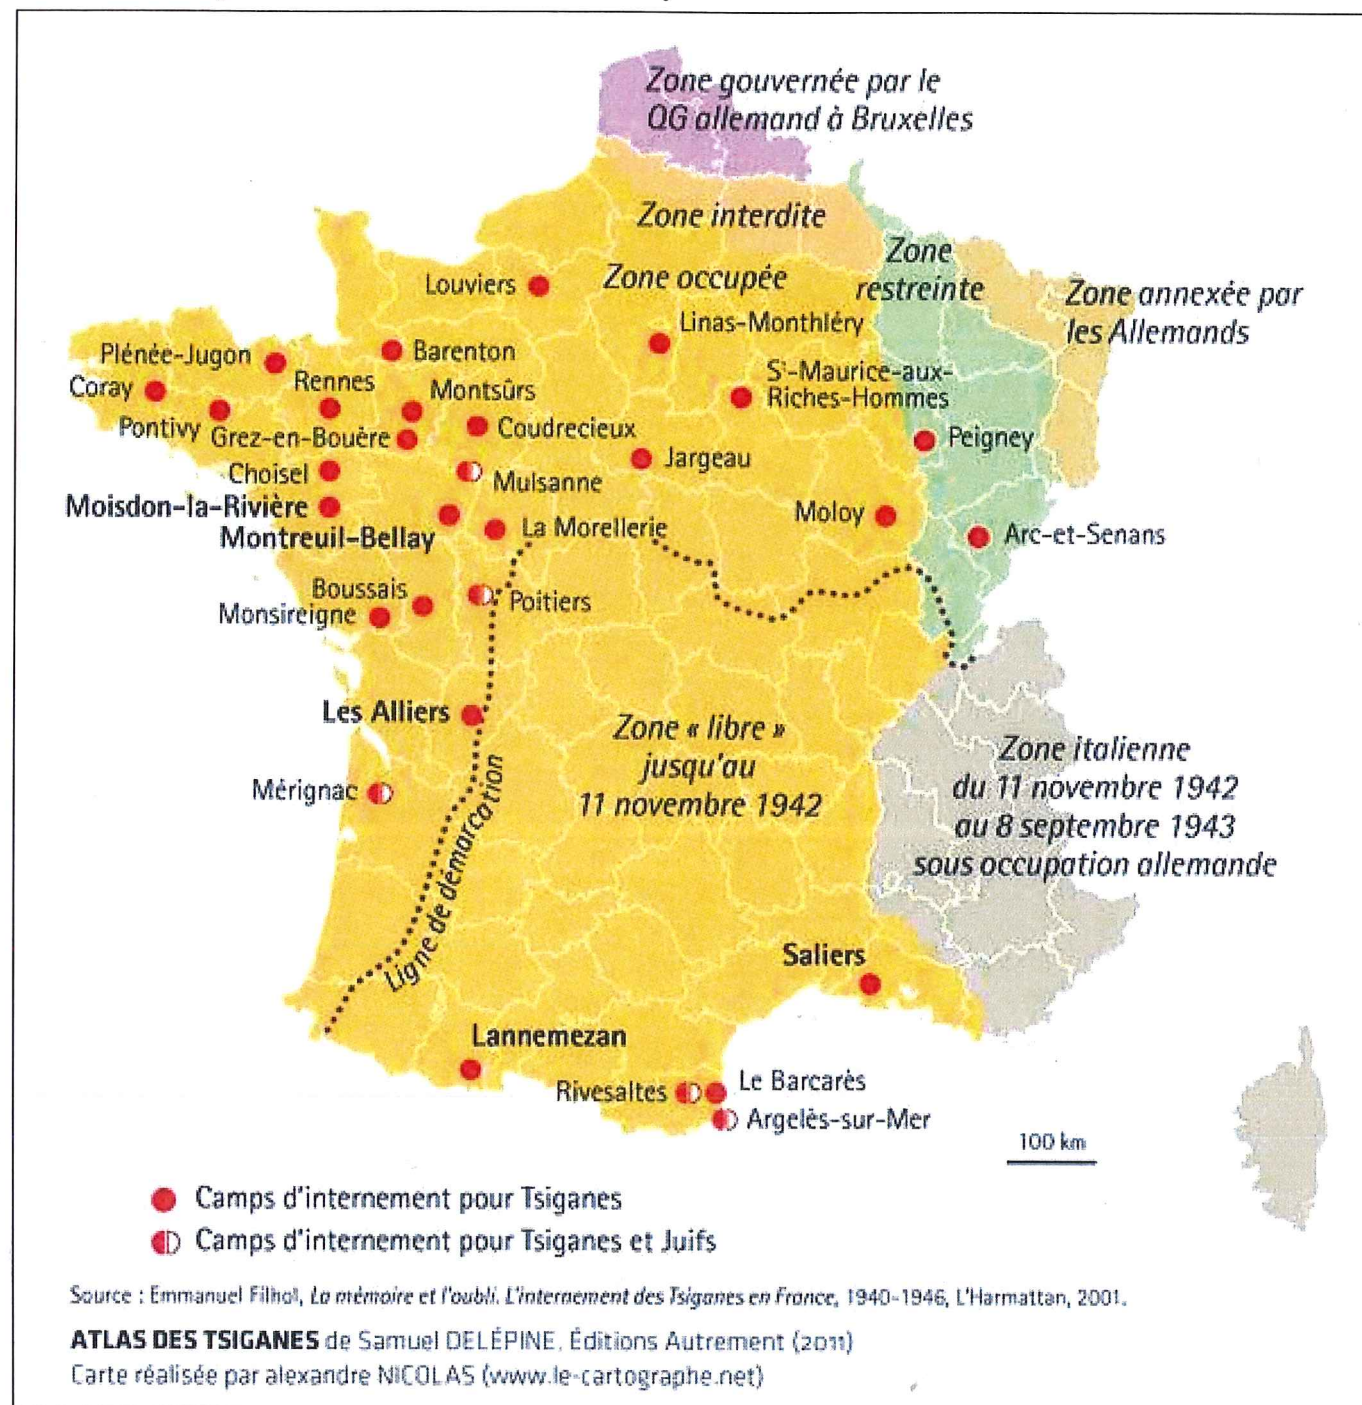 Zone gouvernée par le
QG allemand à Bruxelles
Zone interdite
Zone
restreinte
Zone occupée
Zone annexée par
les Allemands
Louviers
Linas-Monthléry
Plénée-Jugon
Barenton
Coray
Rennes
Montsûrs
St-Maurice-aux-
Riches-Hommes
Pontivy
Grez-en-Bouère
Coudrecieux
Peigney
Choisel
Mulsanne
Jargeau
Moisdon-la-Rivière
Montreuil-Bellay
La Morellerie
Moloy
Arc-et-Senans
Boussais
Monsireigne
Poitiers
Les Alliers
Zone « libre »
jusqu'au
11 novembre 1942
Zone italienne
du 11 novembre 1942
au 8 septembre 1943
sous occupation allemande
Mérignac
Ligne de démarcation
Saliers
Lannemezan
Rivesaltes
Le Barcarès
Argelès-sur-Mer
100 km
Camps d'internement pour Tsiganes
Camps d'internement pour Tsiganes et Juifs
Source : Emmanuel Filhol, La mémoire et l'oubli. L'internement des Tsiganes en France, 1940-1946, L'Harmattan, 2001.
ATLAS DES TSIGANES de Samuel DELÉPINE, Éditions Autrement (2011)
Carte réalisée par alexandre NICOLAS (www.le-cartographe.net)